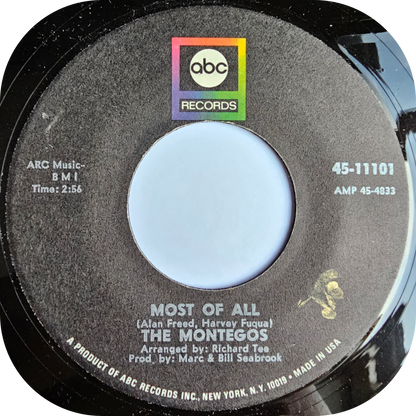 abc
RECORDS
ARC Music-
B M I
Time: 2:56
45-11101
AMP 45-4833
MOST OF ALL
(Alan Freed, Harvey Fuqua)
THE MONTEGOS
Arranged by: Richard Tee
Prod. by: Marc & Bill Seabrook
A PRODUCT OF ABC RECORDS INC., NEW YORK, N.Y. 10019 • MADE IN USA